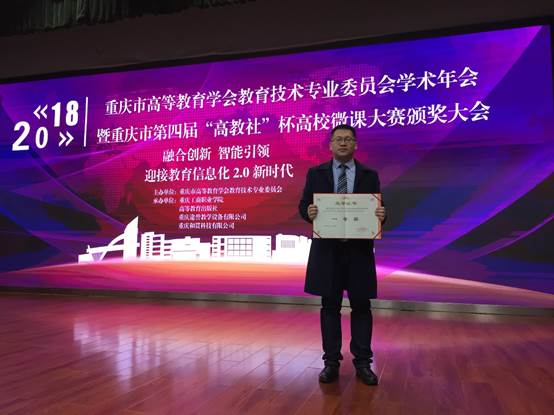 2018
重庆市高等教育学会教育技术专业委员会学术年会
暨重庆市第四届“高教社”杯高校微课大赛颁奖大会
融合创新 智能引领
迎接教育信息化 2.0 新时代
主办单位：重庆市高等教育学会教育技术专业委员会
承办单位：重庆工商职业学院
高等教育出版社
重庆途普教学设备有限公司
重庆和贯科技有限公司
一等奖